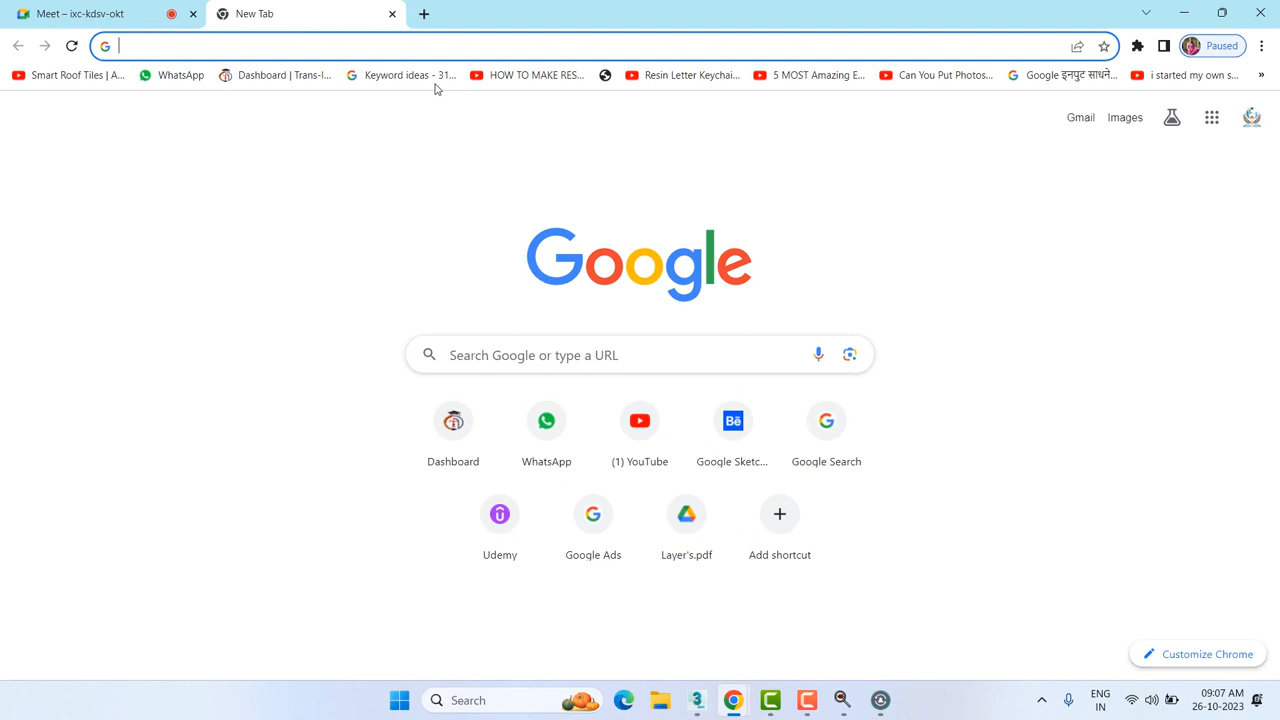 Meet – ixc-kdsv-okt
New Tab
Paused
Smart Roof Tiles | A...
WhatsApp
Dashboard | Trans-I...
Keyword ideas - 31...
HOW TO MAKE RES...
Resin Letter Keychai...
5 MOST Amazing E...
Can You Put Photos...
Google इनपुट साधने...
i started my own s...
»
Gmail
Images
Google
Search Google or type a URL
Dashboard
WhatsApp
(1) YouTube
Bē
Google Sketc...
Google Search
Udemy
Google Ads
Layer's.pdf
Add shortcut
Customize Chrome
Search
ENG
IN
09:07 AM
26-10-2023